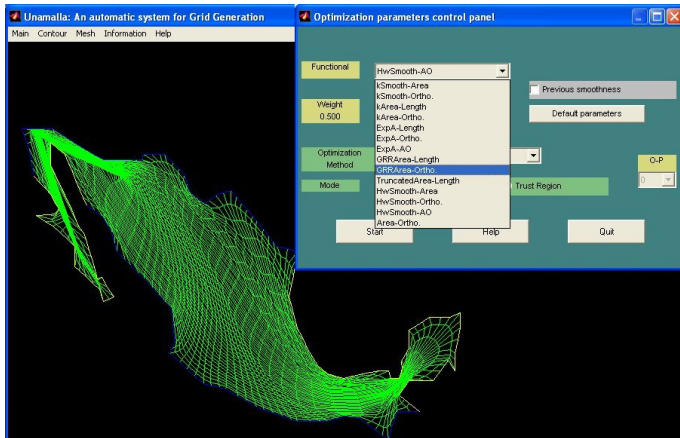 Unamalla: An automatic system for Grid Generation
Main Contour Mesh Information Help
Optimization parameters control panel
Functional
HwSmooth-AO
kSmooth-Area
kSmooth-Ortho.
kArea-Length
kArea-Ortho.
ExpA-Length
ExpA-Ortho.
ExpA-AO
GRRArea-Length
GRRArea-Ortho.
TruncatedArea-Length
HwSmooth-Area
HwSmooth-Ortho.
HwSmooth-AO
Area-Ortho.
Previous smoothness
Weight
0.500
Default parameters
Optimization
Method
O-P
0
Mode
Trust Region
Start
Help
Quit